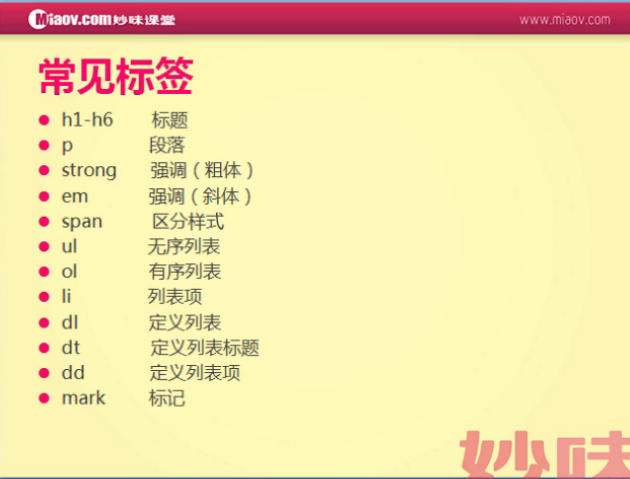 Miaov.com妙味课堂 www.miaov.com
常见标签
h1-h6 标题
p 段落
strong 强调（粗体）
em 强调（斜体）
span 区分样式
ul 无序列表
ol 有序列表
li 列表项
dl 定义列表
dt 定义列表标题
dd 定义列表项
mark 标记
妙味